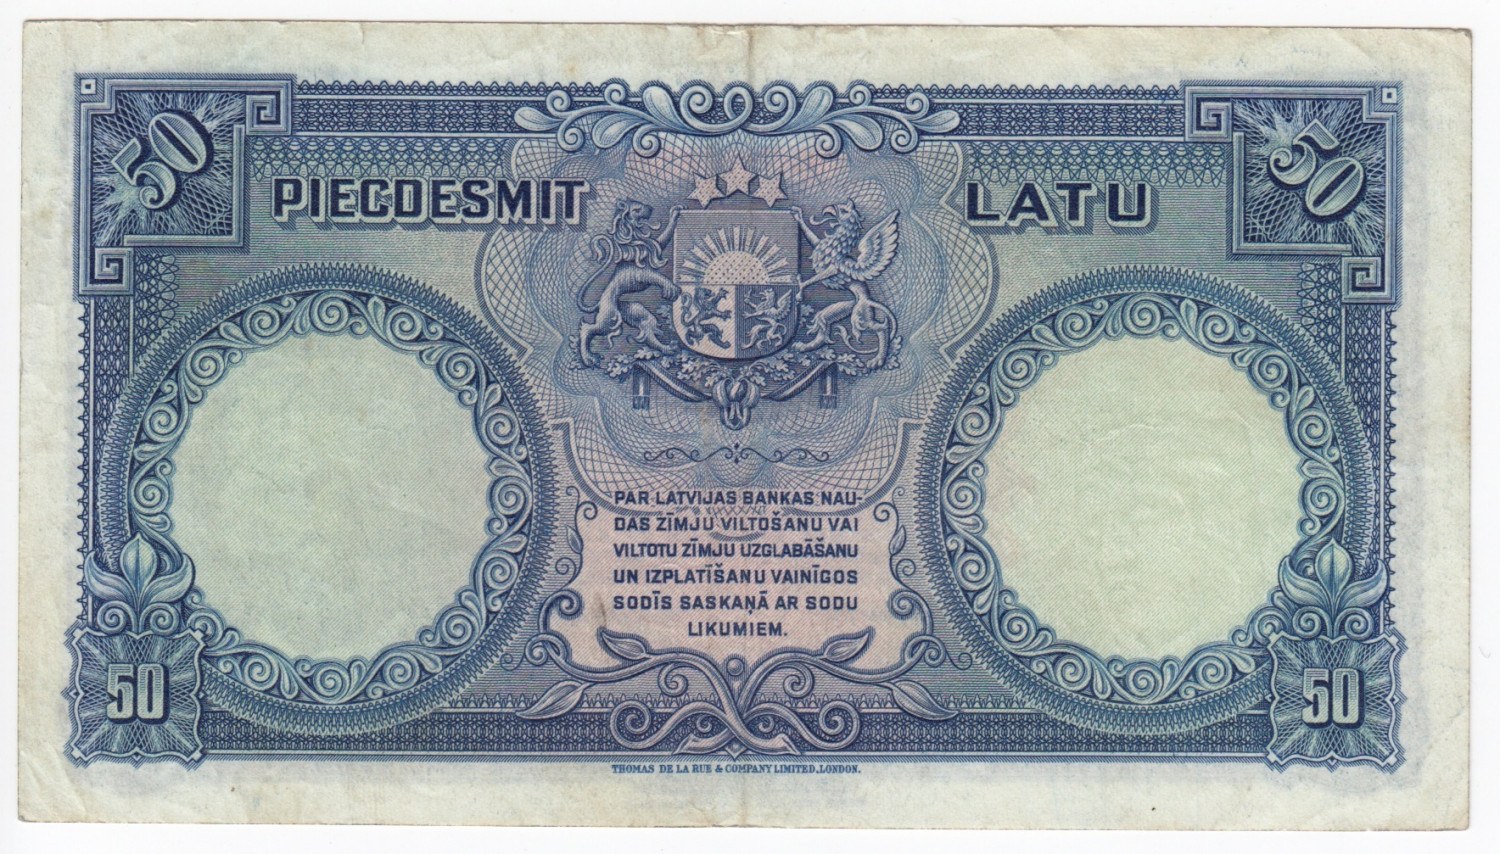 50
50
PIECDESMIT LATU
PAR LATVIJAS BANKAS NAU-
DAS ZĪMJU VILTOŠANU VAI
VILTOTU ZĪMJU UZGLABĀŠANU
UN IZPLATĪŠANU VAINĪGOS
SODĪS SASKAŅĀ AR SODU
LIKUMIEM.
50
50
THOMAS DE LA RUE & COMPANY LIMITED, LONDON.